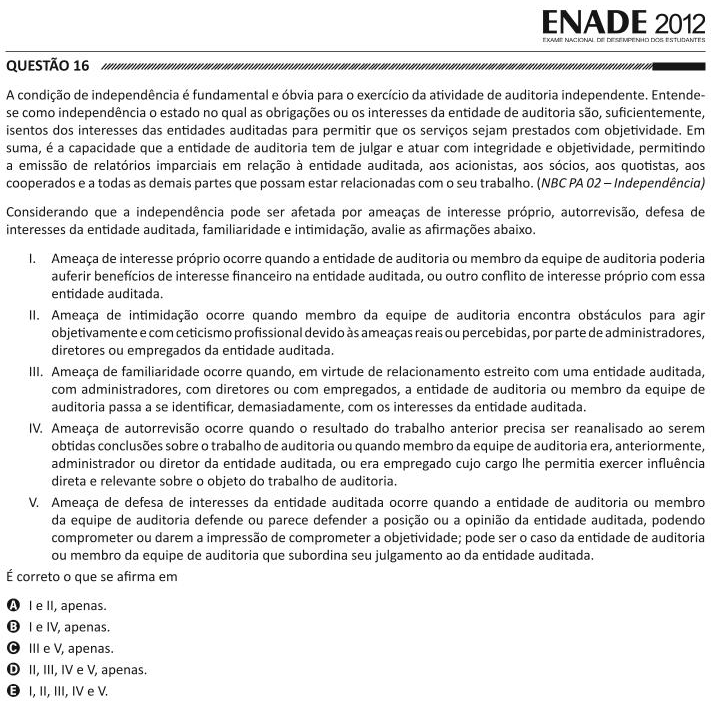 ENADE 2012
EXAME NACIONAL DE DESEMPENHO DOS ESTUDANTES
QUESTÃO 16
A condição de independência é fundamental e óbvia para o exercício da atividade de auditoria independente. Entende-
se como independência o estado no qual as obrigações ou os interesses da entidade de auditoria são, suficientemente,
isentos dos interesses das entidades auditadas para permitir que os serviços sejam prestados com objetividade. Em
suma, é a capacidade que a entidade de auditoria tem de julgar e atuar com integridade e objetividade, permitindo
a emissão de relatórios imparciais em relação à entidade auditada, aos acionistas, aos sócios, aos quotistas, aos
cooperados e a todas as demais partes que possam estar relacionadas com o seu trabalho. (NBC PA 02 – Independência)
Considerando que a independência pode ser afetada por ameaças de interesse próprio, autorrevisão, defesa de
interesses da entidade auditada, familiaridade e intimidação, avalie as afirmações abaixo.
I. Ameaça de interesse próprio ocorre quando a entidade de auditoria ou membro da equipe de auditoria poderia
auferir benefícios de interesse financeiro na entidade auditada, ou outro conflito de interesse próprio com essa
entidade auditada.
II. Ameaça de intimidação ocorre quando membro da equipe de auditoria encontra obstáculos para agir
objetivamente e com ceticismo profissional devido às ameaças reais ou percebidas, por parte de administradores,
diretores ou empregados da entidade auditada.
III. Ameaça de familiaridade ocorre quando, em virtude de relacionamento estreito com uma entidade auditada,
com administradores, com diretores ou com empregados, a entidade de auditoria ou membro da equipe de
auditoria passa a se identificar, demasiadamente, com os interesses da entidade auditada.
IV. Ameaça de autorrevisão ocorre quando o resultado do trabalho anterior precisa ser reanalisado ao serem
obtidas conclusões sobre o trabalho de auditoria ou quando membro da equipe de auditoria era, anteriormente,
administrador ou diretor da entidade auditada, ou era empregado cujo cargo lhe permitia exercer influência
direta e relevante sobre o objeto do trabalho de auditoria.
V. Ameaça de defesa de interesses da entidade auditada ocorre quando a entidade de auditoria ou membro
da equipe de auditoria defende ou parece defender a posição ou a opinião da entidade auditada, podendo
comprometer ou darem a impressão de comprometer a objetividade; pode ser o caso da entidade de auditoria
ou membro da equipe de auditoria que subordina seu julgamento ao da entidade auditada.
É correto o que se afirma em
A I e II, apenas.
B I e IV, apenas.
C III e V, apenas.
D II, III, IV e V, apenas.
E I, II, III, IV e V.